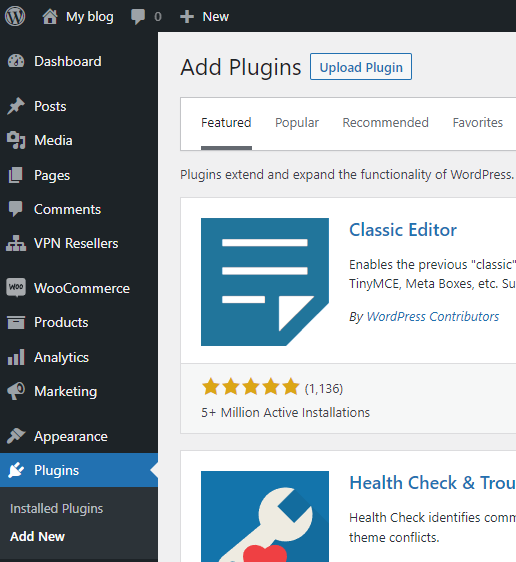 My blog 0 New
Dashboard
Posts
Media
Pages
Comments
VPN Resellers
WooCommerce
Products
Analytics
Marketing
Appearance
Plugins
Installed Plugins
Add New
Add Plugins Upload Plugin
Featured Popular Recommended Favorites
Plugins extend and expand the functionality of WordPress.
Classic Editor
Enables the previous "classic"
TinyMCE, Meta Boxes, etc. Su
By WordPress Contributors
(1,136)
5+ Million Active Installations
Health Check & Trou
Health Check identifies comm
theme conflicts.